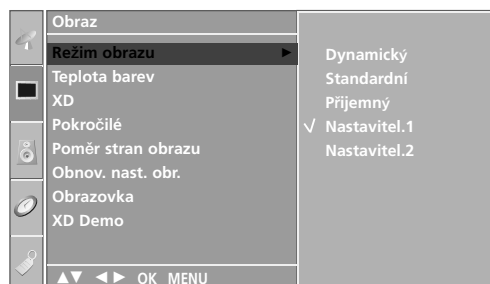 Obraz
Režim obrazu ►
Teplota barev
XD
Pokročilé
Poměr stran obrazu
Obnov. nast. obr.
Obrazovka
XD Demo
▲▼ ◄► OK MENU
Dynamický
Standardní
Příjemný
√ Nastavitel.1
Nastavitel.2